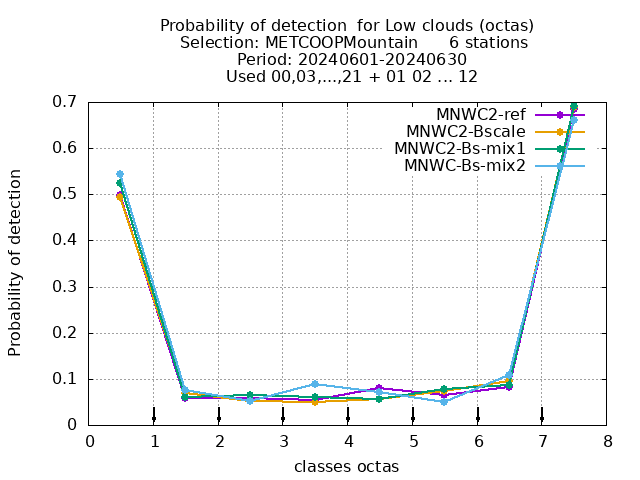 Probability of detection  for Low clouds (octas)
Selection: METCOOPMountain      6 stations
Period: 20240601-20240630
Used 00,03,...,21 + 01 02 ... 12
MNWC2-ref
MNWC2-Bscale
MNWC2-Bs-mix1
MNWC-Bs-mix2
Probability of detection
0.7
0.6
0.5
0.4
0.3
0.2
0.1
0
0 1 2 3 4 5 6 7 8
classes octas